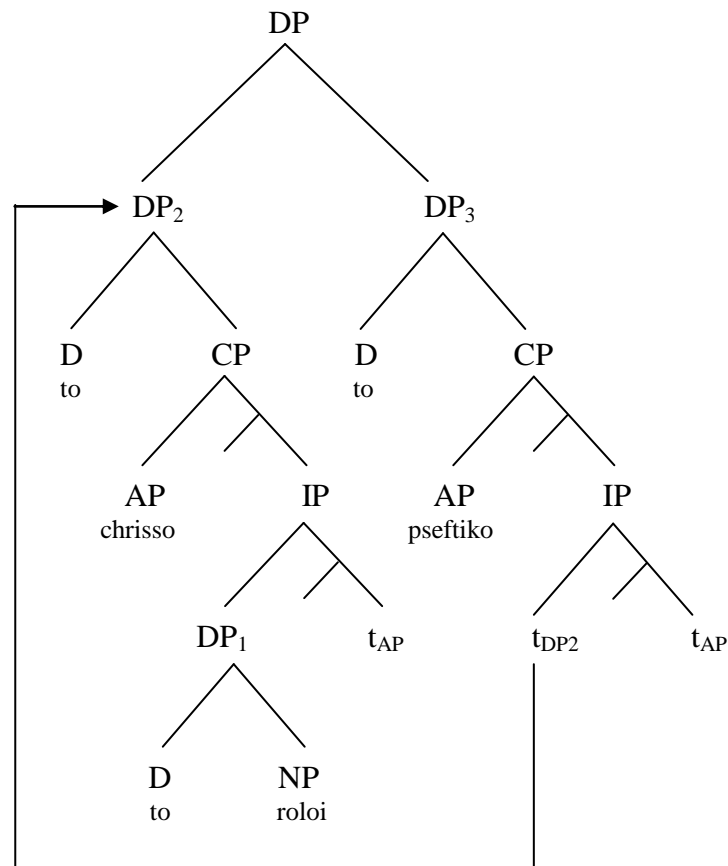 DP
DP₂ DP₃
D CP D CP
to to
AP IP AP IP
chrisso pseftiko
DP₁ tAP tDP2 tAP
D NP
to roloi